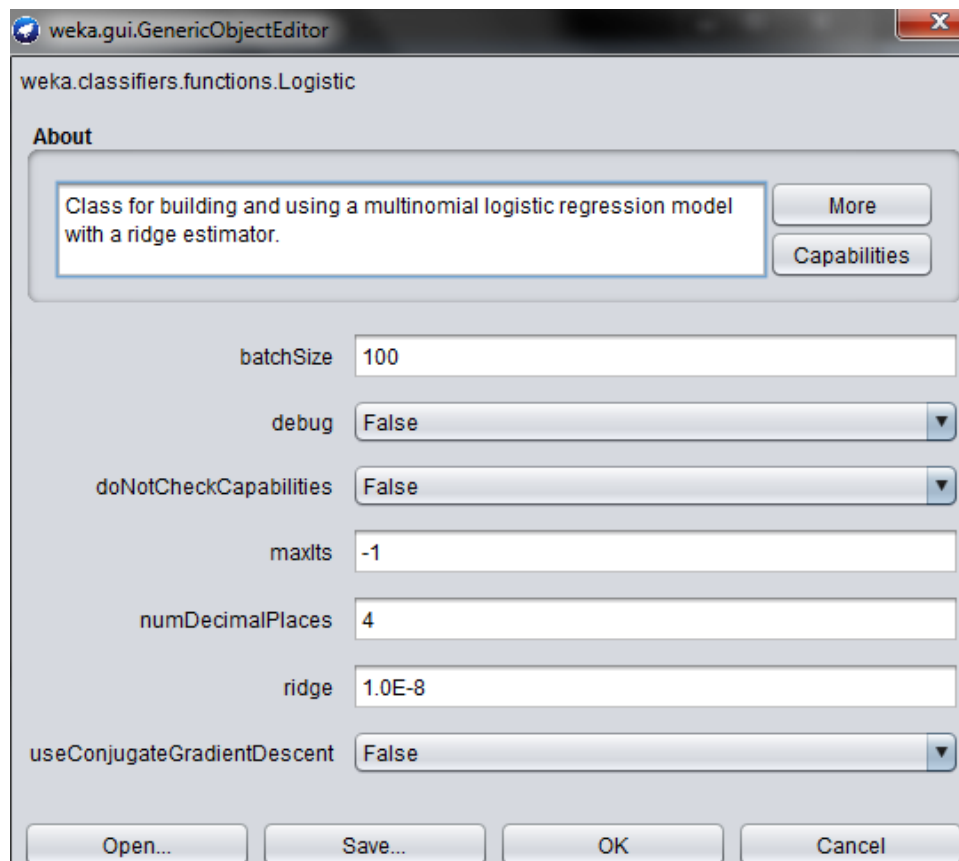 weka.gui.GenericObjectEditor
X
weka.classifiers.functions.Logistic
About
Class for building and using a multinomial logistic regression model
with a ridge estimator.
More
Capabilities
batchSize 100
debug False
doNotCheckCapabilities False
maxIts -1
numDecimalPlaces 4
ridge 1.0E-8
useConjugateGradientDescent False
Open... Save... OK Cancel